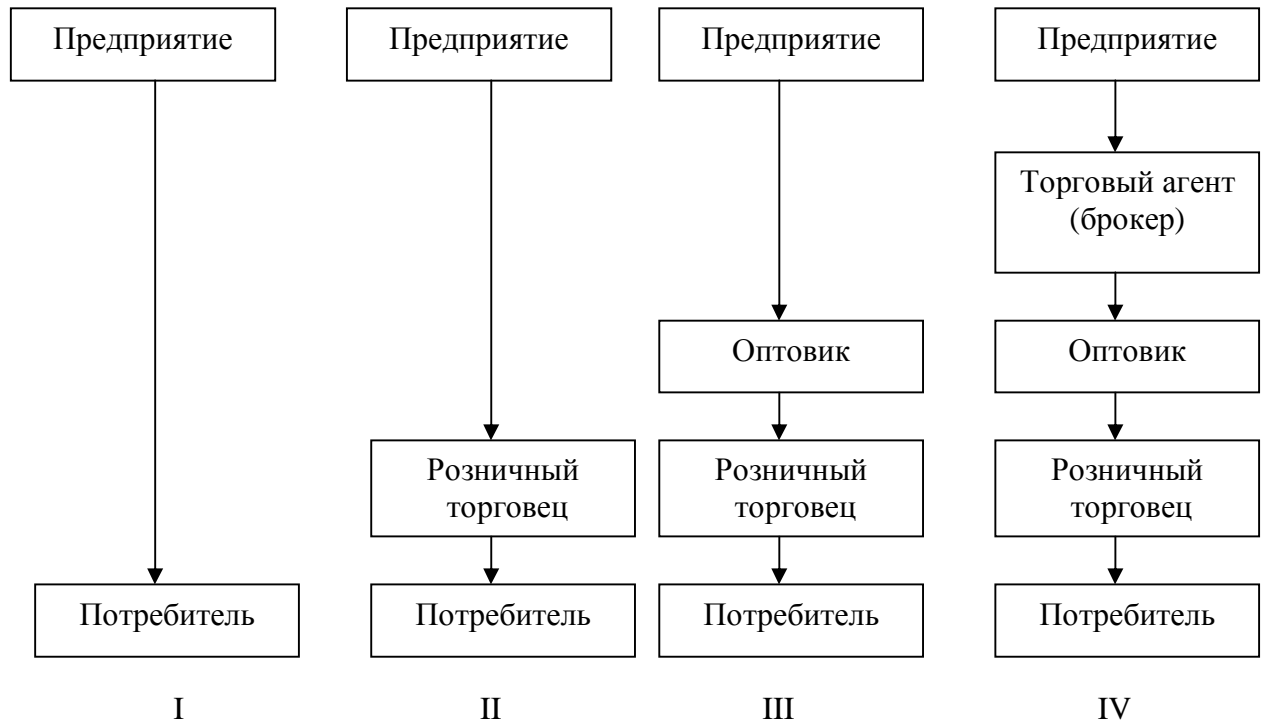 Предприятие
Предприятие
Предприятие
Предприятие
Торговый агент
(брокер)
Оптовик
Оптовик
Розничный
торговец
Розничный
торговец
Розничный
торговец
Потребитель
Потребитель
Потребитель
Потребитель
I
II
III
IV